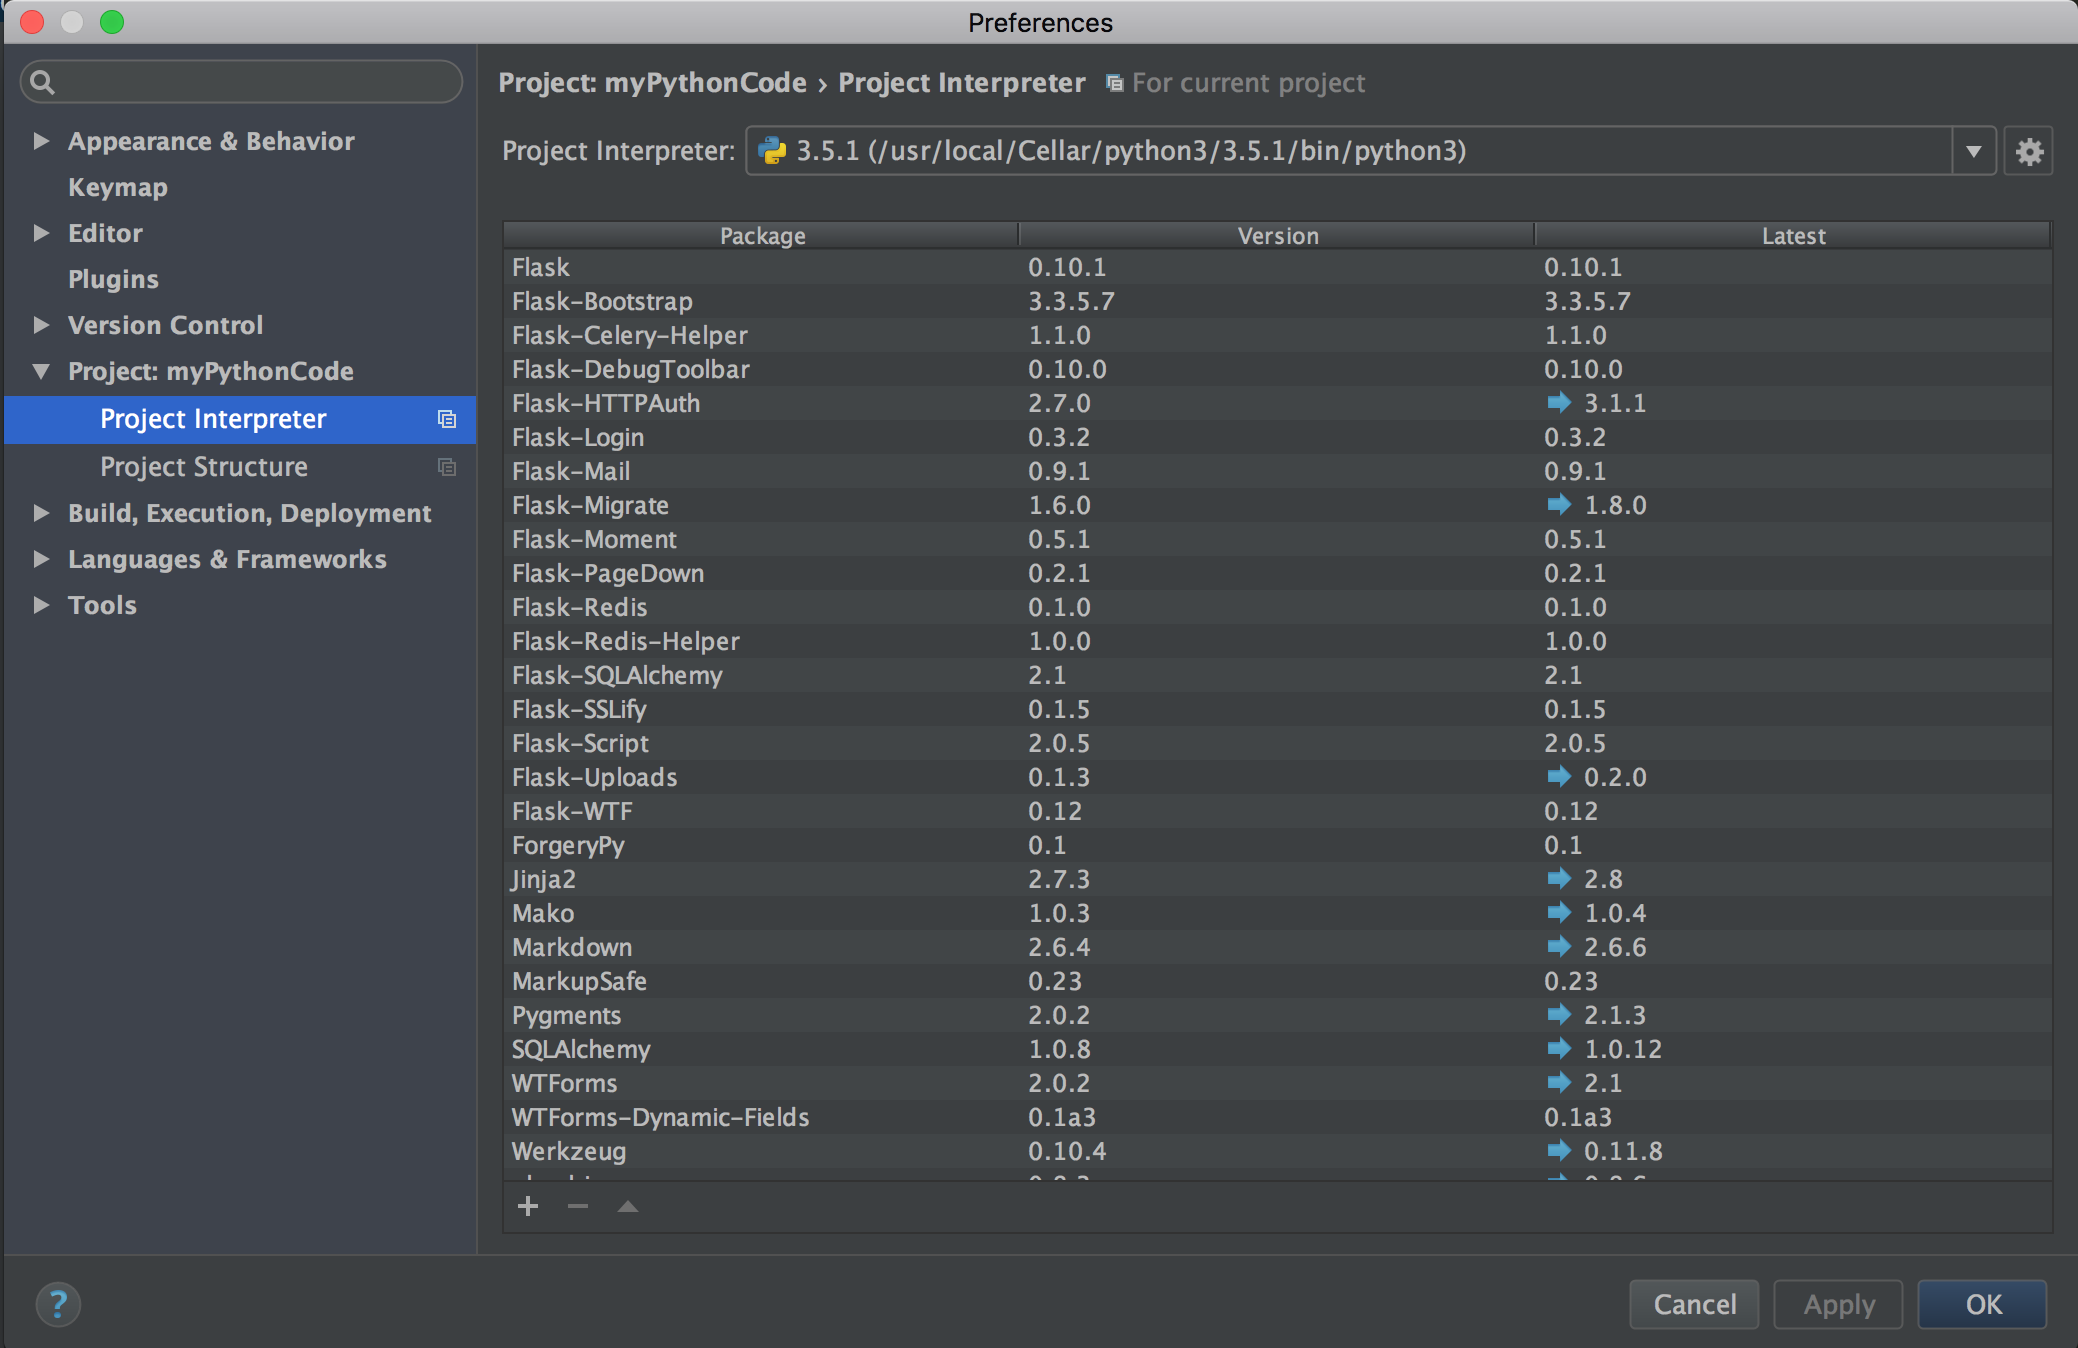 Preferences
Project: myPythonCode › Project Interpreter For current project
Appearance & Behavior
Keymap
Editor
Plugins
Version Control
Project: myPythonCode
Project Interpreter
Project Structure
Build, Execution, Deployment
Languages & Frameworks
Tools
Project Interpreter: 3.5.1 (/usr/local/Cellar/python3/3.5.1/bin/python3)
Package Version Latest
Flask 0.10.1 0.10.1
Flask-Bootstrap 3.3.5.7 3.3.5.7
Flask-Celery-Helper 1.1.0 1.1.0
Flask-DebugToolbar 0.10.0 0.10.0
Flask-HTTPAuth 2.7.0 3.1.1
Flask-Login 0.3.2 0.3.2
Flask-Mail 0.9.1 0.9.1
Flask-Migrate 1.6.0 1.8.0
Flask-Moment 0.5.1 0.5.1
Flask-PageDown 0.2.1 0.2.1
Flask-Redis 0.1.0 0.1.0
Flask-Redis-Helper 1.0.0 1.0.0
Flask-SQLAlchemy 2.1 2.1
Flask-SSLify 0.1.5 0.1.5
Flask-Script 2.0.5 2.0.5
Flask-Uploads 0.1.3 0.2.0
Flask-WTF 0.12 0.12
ForgeryPy 0.1 0.1
Jinja2 2.7.3 2.8
Mako 1.0.3 1.0.4
Markdown 2.6.4 2.6.6
MarkupSafe 0.23 0.23
Pygments 2.0.2 2.1.3
SQLAlchemy 1.0.8 1.0.12
WTForms 2.0.2 2.1
WTForms-Dynamic-Fields 0.1a3 0.1a3
Werkzeug 0.10.4 0.11.8
?
Cancel Apply OK